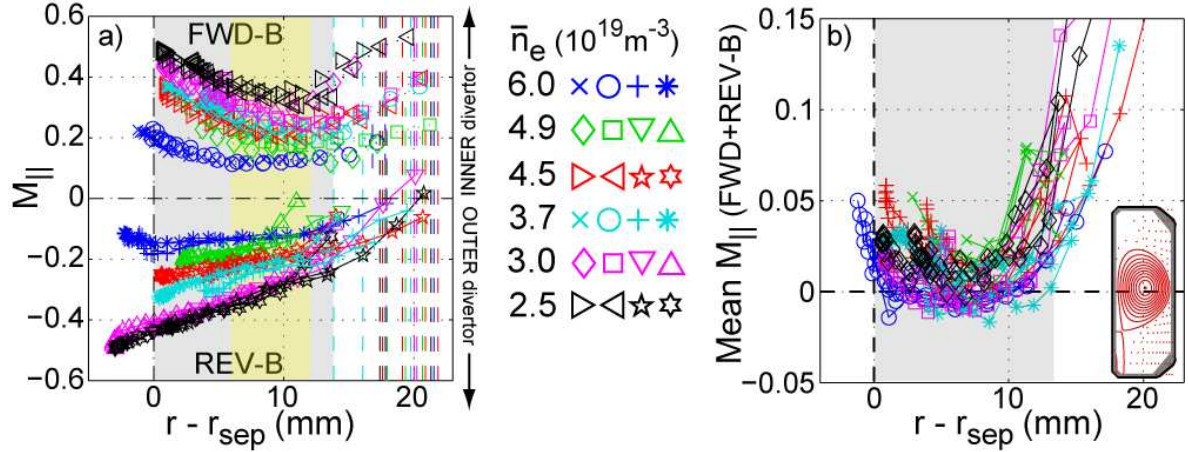 a)
FWD-B
REV-B
0.6
0.4
0.2
0
−0.2
−0.4
−0.6
M||
0
10
20
r - rsep (mm)
OUTER divertor
INNER divertor
n̅e (10^19 m^-3)
6.0
4.9
4.5
3.7
3.0
2.5
b)
0.15
0.1
0.05
0
−0.05
Mean M|| (FWD+REV-B)
0
10
20
r - rsep (mm)